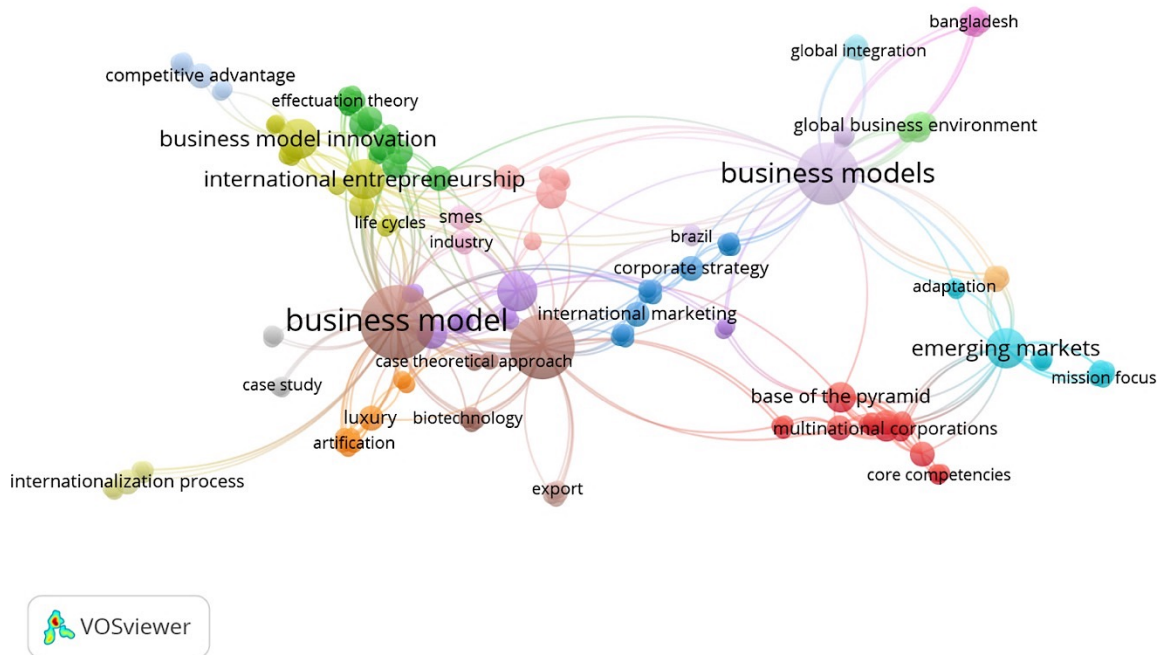 bangladesh
global integration
competitive advantage
effectuation theory
global business environment
business model innovation
business models
international entrepreneurship
smes
life cycles
brazil
industry
corporate strategy
adaptation
international marketing
business model
emerging markets
case theoretical approach
mission focus
case study
base of the pyramid
luxury
biotechnology
multinational corporations
artification
core competencies
internationalization process
export
VOSviewer